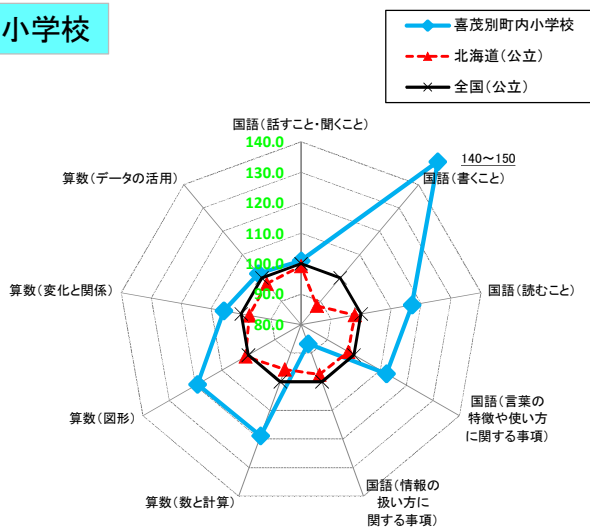 小学校
喜茂別町内小学校
北海道(公立)
全国(公立)
国語(話すこと・聞くこと)
140.0
130.0
120.0
110.0
100.0
90.0
80.0
140～150
国語(書くこと)
国語(読むこと)
国語(言葉の
特徴や使い方
に関する事項)
国語(情報の
扱い方に
関する事項)
算数(数と計算)
算数(図形)
算数(変化と関係)
算数(データの活用)